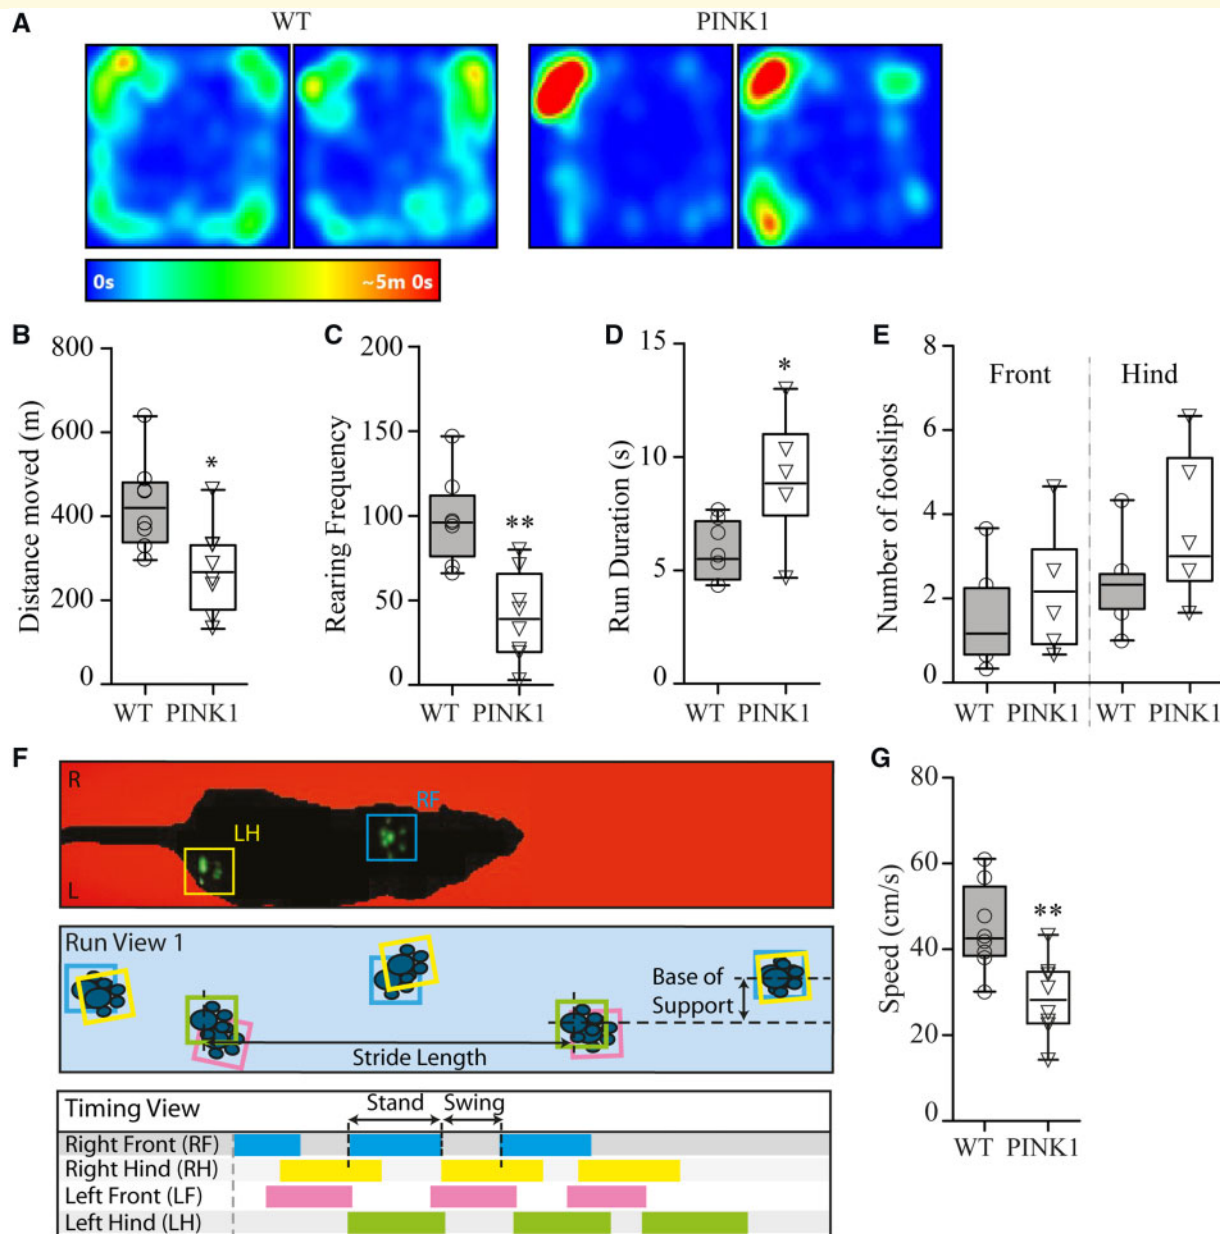 A
WT
PINK1
0s
~5m 0s
B
Distance moved (m)
800
600
400
200
0
*
WT PINK1
C
Rearing Frequency
200
150
100
50
0
**
WT PINK1
D
Run Duration (s)
15
10
5
0
*
WT PINK1
E
Number of footslips
8
6
4
2
0
Front
Hind
WT PINK1 WT PINK1
F
R
L
LH
RF
Run View 1
Base of
Support
Stride Length
Timing View
Stand
Swing
Right Front (RF)
Right Hind (RH)
Left Front (LF)
Left Hind (LH)
G
Speed (cm/s)
80
60
40
20
0
**
WT PINK1